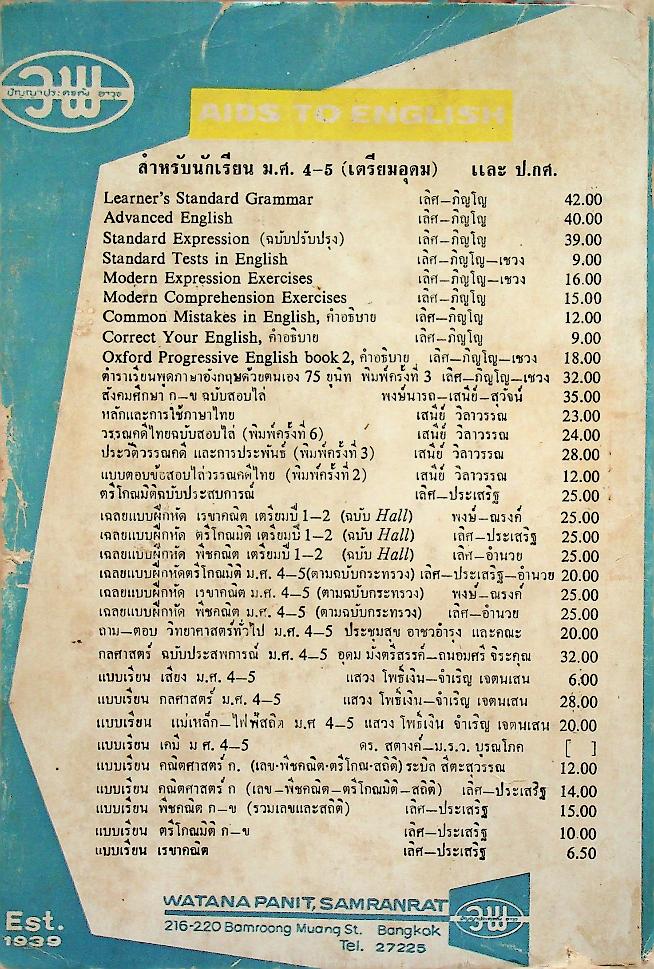 วพ
ปัญญาประดุจดัง อาวุธ
AIDS TO ENGLISH
สำหรับนักเรียน ม.ศ. 4–5 (เตรียมอุดม) และ ป.กศ.
Learner's Standard Grammar เลิศ–ภิญโญ 42.00
Advanced English เลิศ–ภิญโญ 40.00
Standard Expression (ฉบับปรับปรุง) เลิศ–ภิญโญ 39.00
Standard Tests in English เลิศ–ภิญโญ–เชวง 9.00
Modern Expression Exercises เลิศ–ภิญโญ–เชวง 16.00
Modern Comprehension Exercises เลิศ–ภิญโญ 15.00
Common Mistakes in English, คำอธิบาย เลิศ–ภิญโญ 12.00
Correct Your English, คำอธิบาย เลิศ–ภิญโญ 9.00
Oxford Progressive English book 2, คำอธิบาย เลิศ–ภิญโญ–เชวง 18.00
ตำราเรียนพูดภาษาอังกฤษด้วยตนเอง 75 ยูนิท พิมพ์ครั้งที่ 3 เลิศ–ภิญโญ–เชวง 32.00
สังคมศึกษา ก–ข ฉบับสอบไล่ พงษ์นารถ–เสนีย์–สุวัจน์ 35.00
หลักและการใช้ภาษาไทย เสนีย์ วิลาวรรณ 23.00
วรรณคดีไทยฉบับสอบไล่ (พิมพ์ครั้งที่ 6) เสนีย์ วิลาวรรณ 24.00
ประวัติวรรณคดี และการประพันธ์ (พิมพ์ครั้งที่ 3) เสนีย์ วิลาวรรณ 28.00
แบบตอบข้อสอบไล่วรรณคดีไทย (พิมพ์ครั้งที่ 2) เสนีย์ วิลาวรรณ 12.00
ตรีโกณมิติฉบับประสบการณ์ เลิศ–ประเสริฐ 25.00
เฉลยแบบฝึกหัด เรขาคณิต เตรียมปี 1–2 (ฉบับ Hall) พงษ์–ณรงค์ 25.00
เฉลยแบบฝึกหัด ตรีโกณมิติ เตรียมปี 1–2 (ฉบับ Hall) เลิศ–ประเสริฐ 25.00
เฉลยแบบฝึกหัด พีชคณิต เตรียมปี 1–2 (ฉบับ Hall) เลิศ–อำนวย 25.00
เฉลยแบบฝึกหัดตรีโกณมิติ ม.ศ. 4–5(ตามฉบับกระทรวง) เลิศ–ประเสริฐ–อำนวย 20.00
เฉลยแบบฝึกหัด เรขาคณิต ม.ศ. 4–5 (ตามฉบับกระทรวง) พงษ์–ณรงค์ 25.00
เฉลยแบบฝึกหัด พีชคณิต ม.ศ. 4–5 (ตามฉบับกระทรวง) เลิศ–อำนวย 25.00
ถาม–ตอบ วิทยาศาสตร์ทั่วไป ม.ศ. 4–5 ประชุมสุข อาชวอำรุง และคณะ 20.00
กลศาสตร์ ฉบับประสพการณ์ ม.ศ. 4–5 อุดม มั่งตรีสรรค์–ถนอมศรี จิระคุณ 32.00
แบบเรียน เสียง ม.ศ. 4–5 แสวง โพธิ์เงิน–จำเริญ เจตนเสน 6.00
แบบเรียน กลศาสตร์ ม.ศ. 4–5 แสวง โพธิ์เงิน–จำเริญ เจตนเสน 28.00
แบบเรียน แม่เหล็ก–ไฟฟ้าสถิต ม.ศ 4–5 แสวง โพธิ์เงิน จำเริญ เจตนเสน 20.00
แบบเรียน เคมี ม ศ. 4–5 ดร. สตางค์–ม.ร.ว. บูรณโภค [ ]
แบบเรียน คณิตศาสตร์ ก. (เลข-พีชคณิต-ตรีโกณ-สถิติ) ระบิล สีตะสุวรรณ 12.00
แบบเรียน คณิตศาสตร์ ก (เลข–พีชคณิต–ตรีโกณมิติ–สถิติ) เลิศ–ประเสริฐ 14.00
แบบเรียน พีชคณิต ก–ข (รวมเลขและสถิติ) เลิศ–ประเสริฐ 15.00
แบบเรียน ตรีโกณมิติ ก–ข เลิศ–ประเสริฐ 10.00
แบบเรียน เรขาคณิต เลิศ–ประเสริฐ 6.50
WATANA PANIT, SAMRANRAT
216-220 Bamroong Muang St. Bangkok
Tel. 27225
วพ
Est.
1939